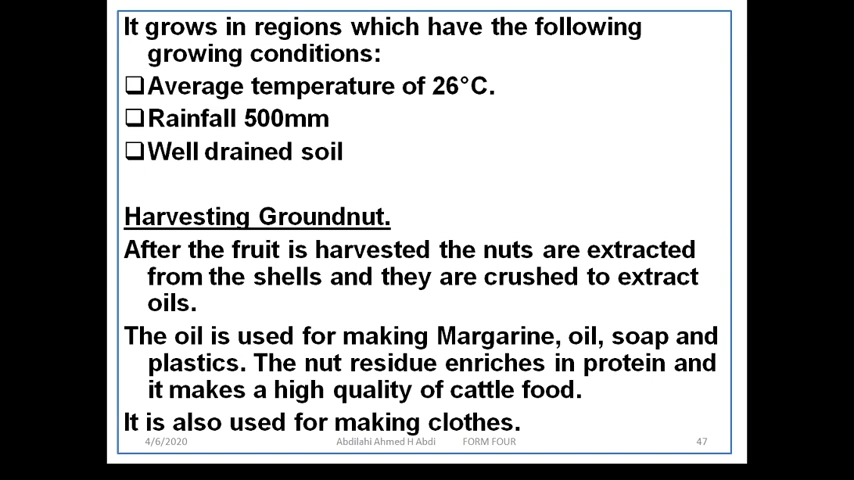 It grows in regions which have the following
growing conditions:
❑Average temperature of 26°C.
❑Rainfall 500mm
❑Well drained soil
Harvesting Groundnut.
After the fruit is harvested the nuts are extracted
from the shells and they are crushed to extract
oils.
The oil is used for making Margarine, oil, soap and
plastics. The nut residue enriches in protein and
it makes a high quality of cattle food.
It is also used for making clothes.
4/6/2020 Abdilahi Ahmed H Abdi FORM FOUR 47